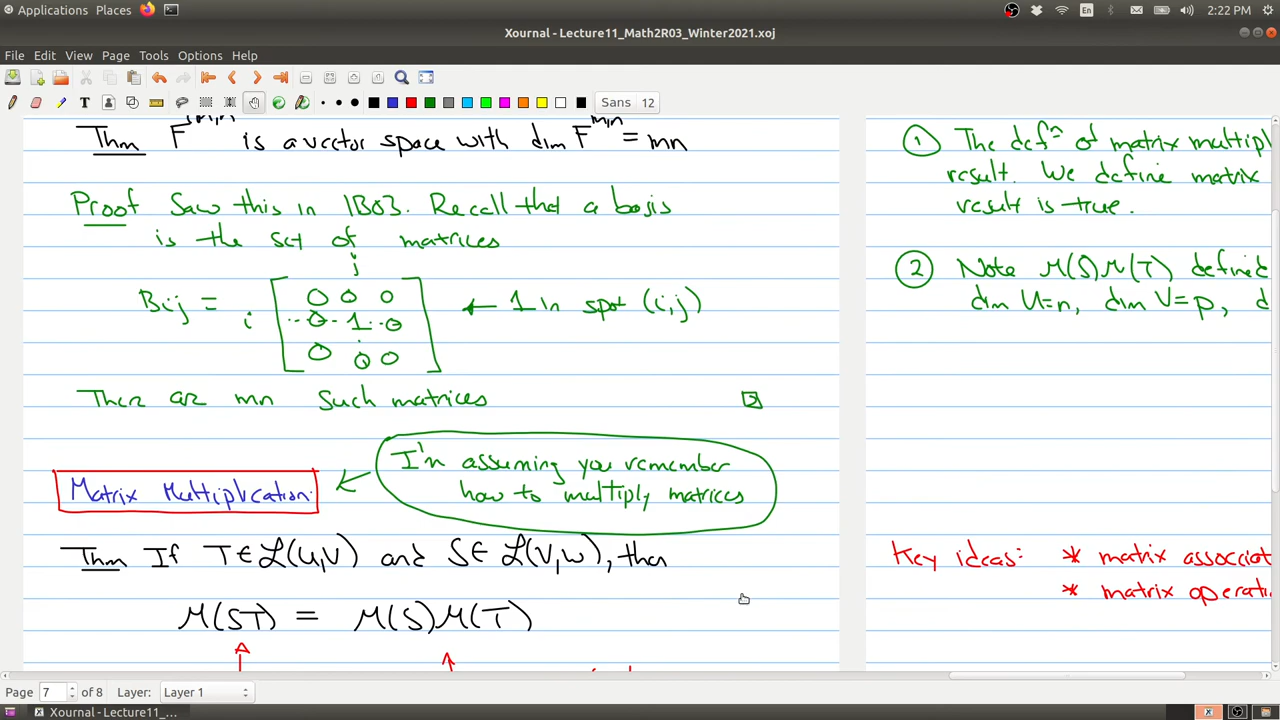 Applications Places En 2:22 PM
Xournal - Lecture11_Math2R03_Winter2021.xoj
File Edit View Page Tools Options Help
Sans 12
Thm F^m,n is a vector space with dim F^m,n = mn
Proof Saw this in 1B03. Recall that a basis
is the set of matrices
j
Bij = i [ 0 0 0
0 1 0
0 0 0 ] ← 1 in spot (i,j)
There are mn such matrices
I'm assuming you remember
how to multiply matrices
Matrix Multiplication
Thm If T ∈ ℒ(U,V) and S ∈ ℒ(V,W), then
M(ST) = M(S)M(T)
① The defⁿ of matrix multipl
result. We define matrix
result is true.
② Note M(S)M(T) defined
dim U=n, dim V=p,
Key ideas: * matrix associat
* matrix operati
Page 7 of 8 Layer: Layer 1
Xournal - Lecture11_...